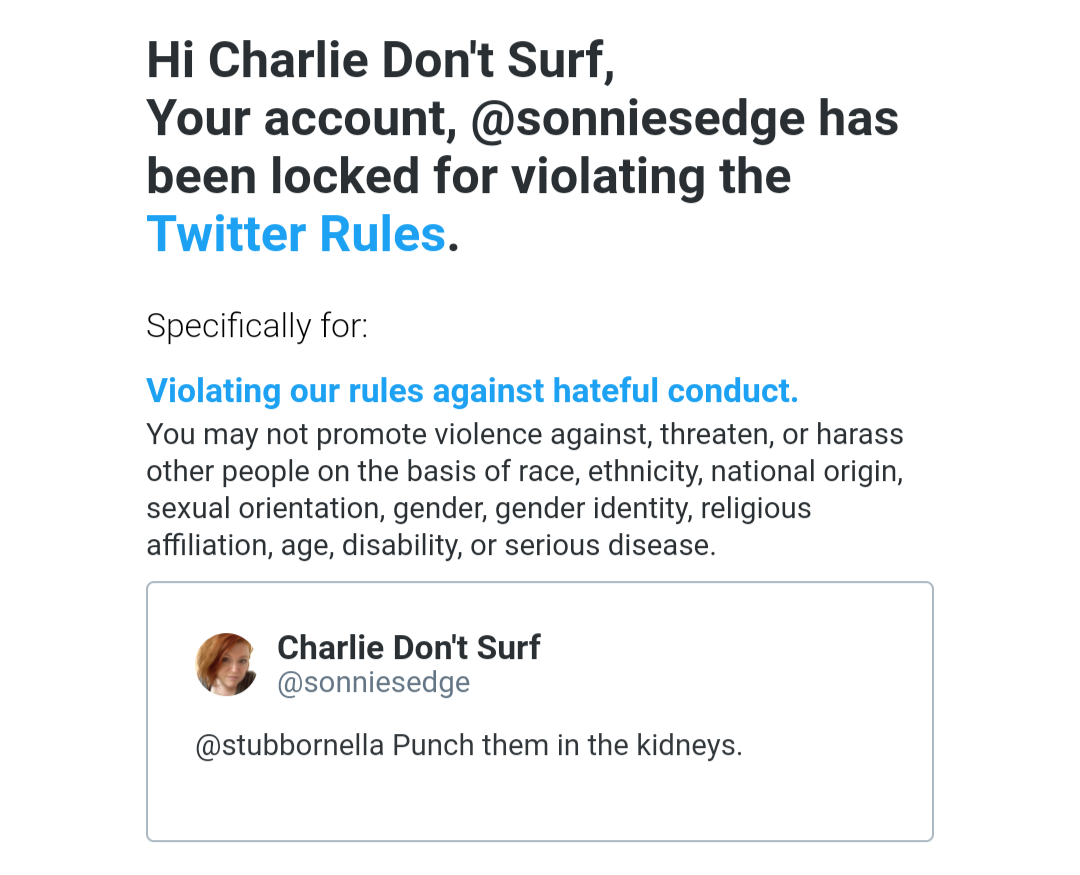 Hi Charlie Don't Surf,
Your account, @sonniesedge has
been locked for violating the
Twitter Rules.
Specifically for:
Violating our rules against hateful conduct.
You may not promote violence against, threaten, or harass
other people on the basis of race, ethnicity, national origin,
sexual orientation, gender, gender identity, religious
affiliation, age, disability, or serious disease.
Charlie Don't Surf
@sonniesedge
@stubbornella Punch them in the kidneys.